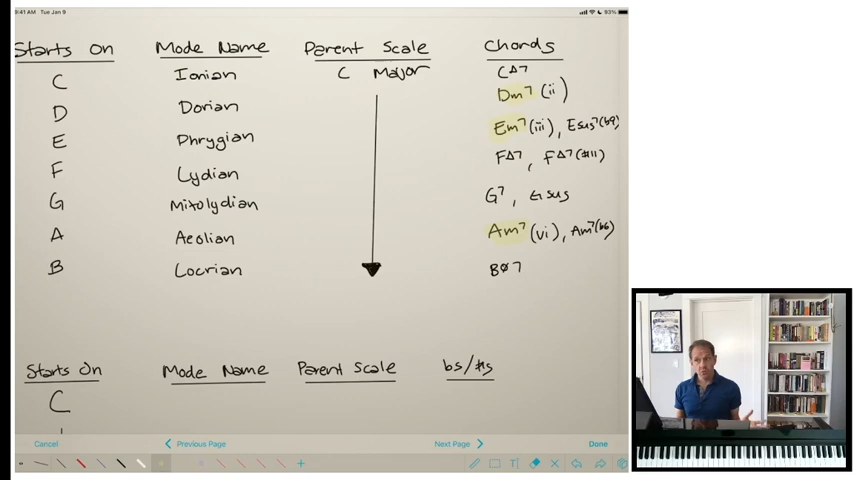 9:41 AM Tue Jan 9 93%
Starts On Mode Name Parent Scale Chords
C Ionian C Major CΔ7
D Dorian Dm7 (ii)
E Phrygian Em7 (iii), Esus7(b9)
F Lydian FΔ7, FΔ7(#11)
G Mixolydian G7, Gsus
A Aeolian Am7 (vi), Am7(b6)
B Locrian BØ7
Starts On Mode Name Parent Scale bs/#s
C
Cancel Previous Page Next Page Done